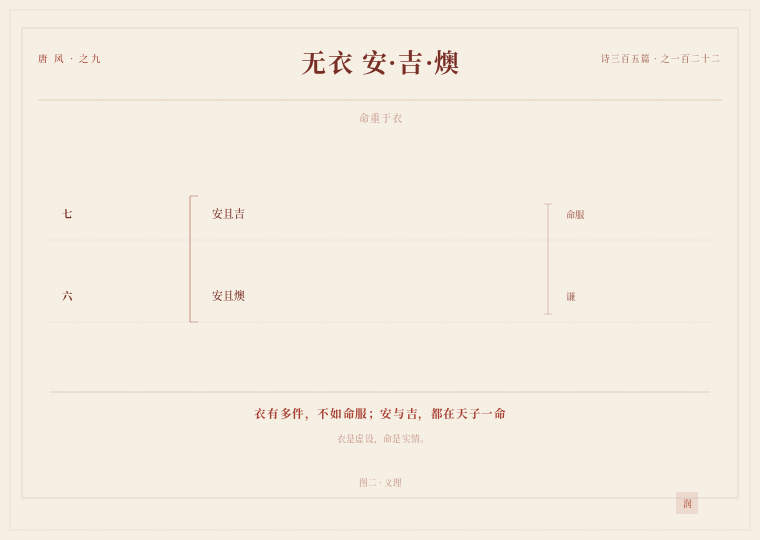 唐 风 · 之九
无衣 安·吉·燠
诗三百五篇 · 之一百二十二
命重于衣
七
安且吉
命服
六
安且燠
谦
衣有多件，不如命服；安与吉，都在天子一命
衣是虚设，命是实情。
图二 · 义理
润